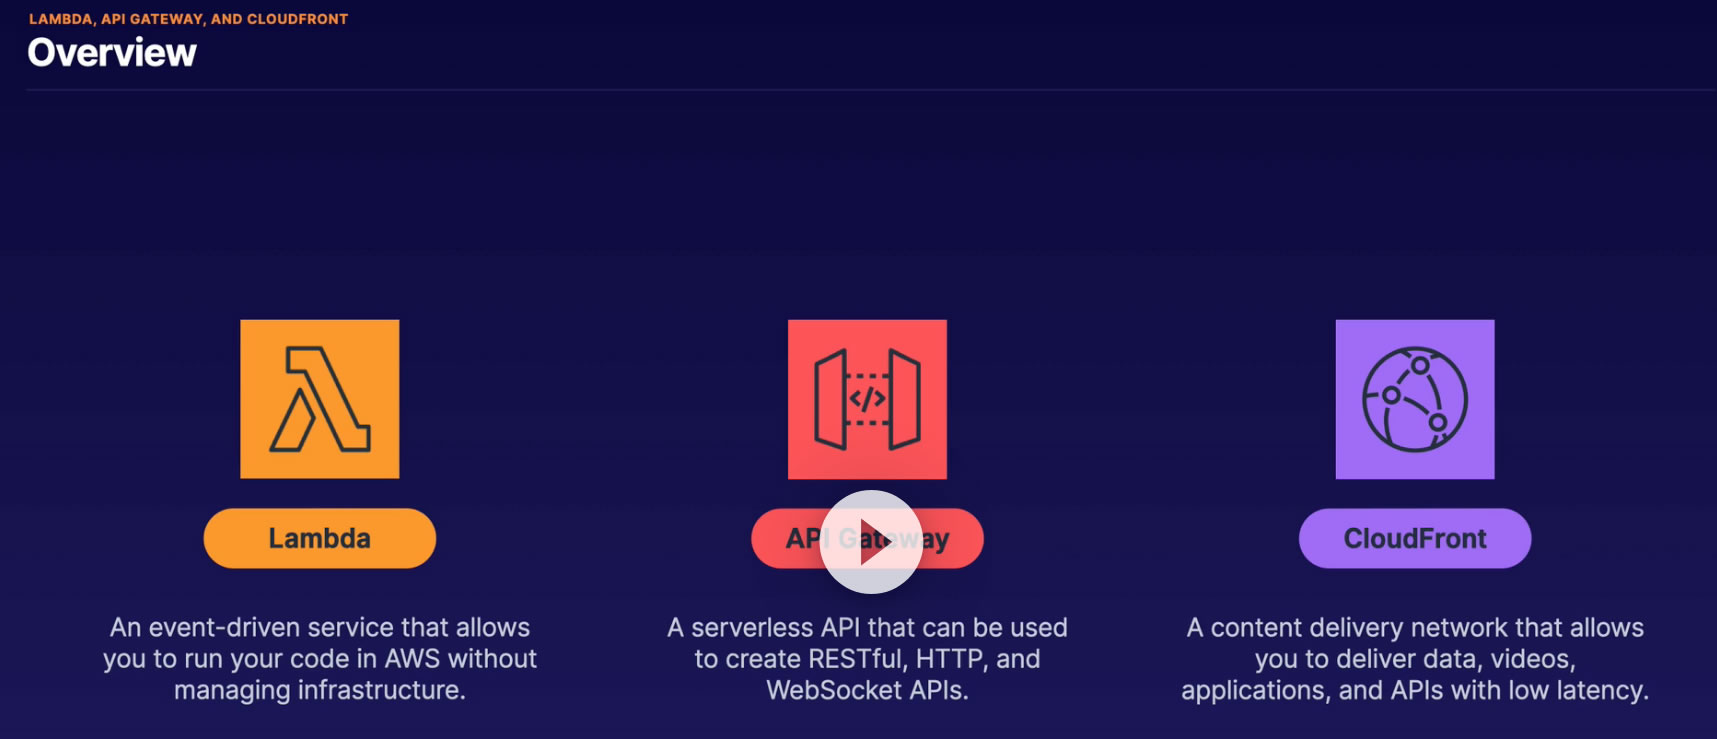 LAMBDA, API GATEWAY, AND CLOUDFRONT
Overview
</>
Lambda
API Gateway
CloudFront
An event-driven service that allows
you to run your code in AWS without
managing infrastructure.
A serverless API that can be used
to create RESTful, HTTP, and
WebSocket APIs.
A content delivery network that allows
you to deliver data, videos,
applications, and APIs with low latency.